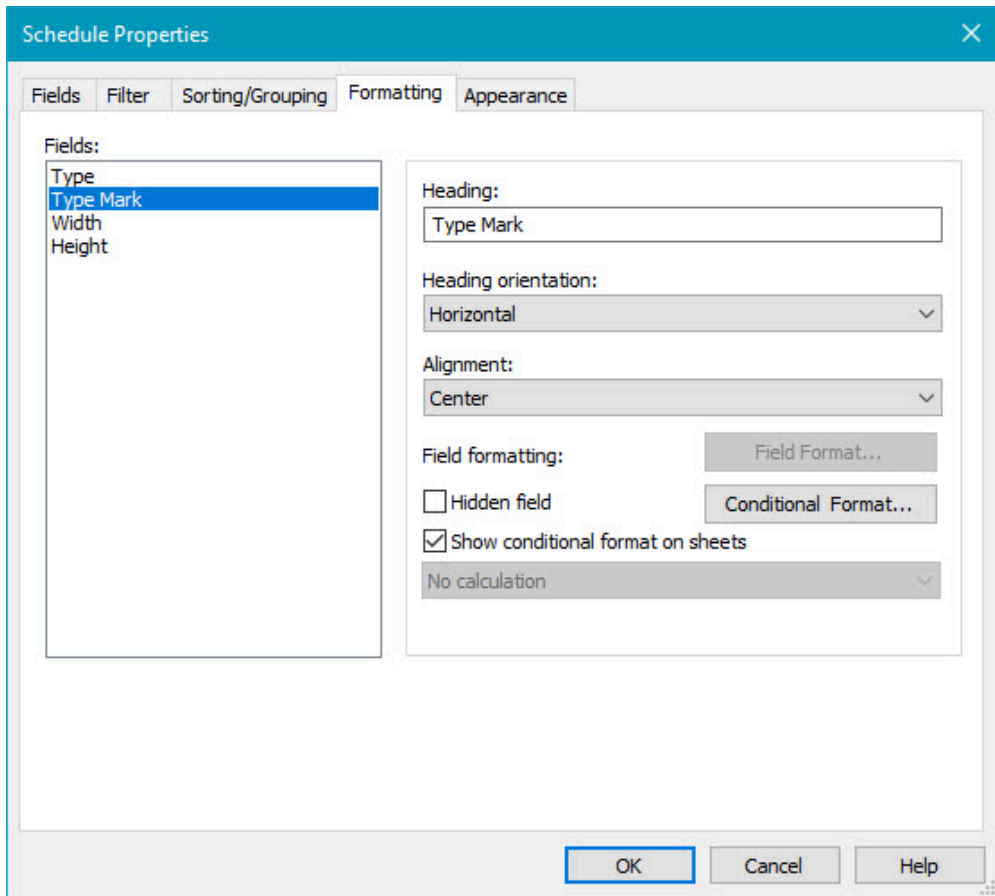 Schedule Properties
Fields Filter Sorting/Grouping Formatting Appearance
Fields:
Type
Type Mark
Width
Height
Heading:
Type Mark
Heading orientation:
Horizontal
Alignment:
Center
Field formatting: Field Format...
Hidden field Conditional Format...
Show conditional format on sheets
No calculation
OK Cancel Help